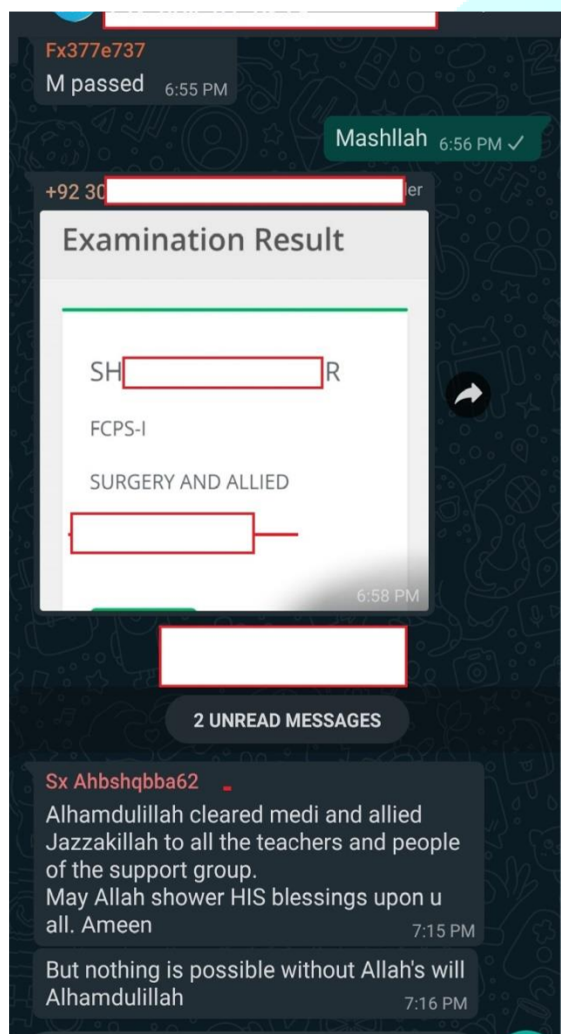 Fx377e737
M passed 6:55 PM
Mashllah 6:56 PM
+92 30
er
Examination Result
SH R
FCPS-I
SURGERY AND ALLIED
6:58 PM
2 UNREAD MESSAGES
Sx Ahbshqbba62
Alhamdulillah cleared medi and allied
Jazzakillah to all the teachers and people
of the support group.
May Allah shower HIS blessings upon u
all. Ameen
7:15 PM
But nothing is possible without Allah's will
Alhamdulillah
7:16 PM